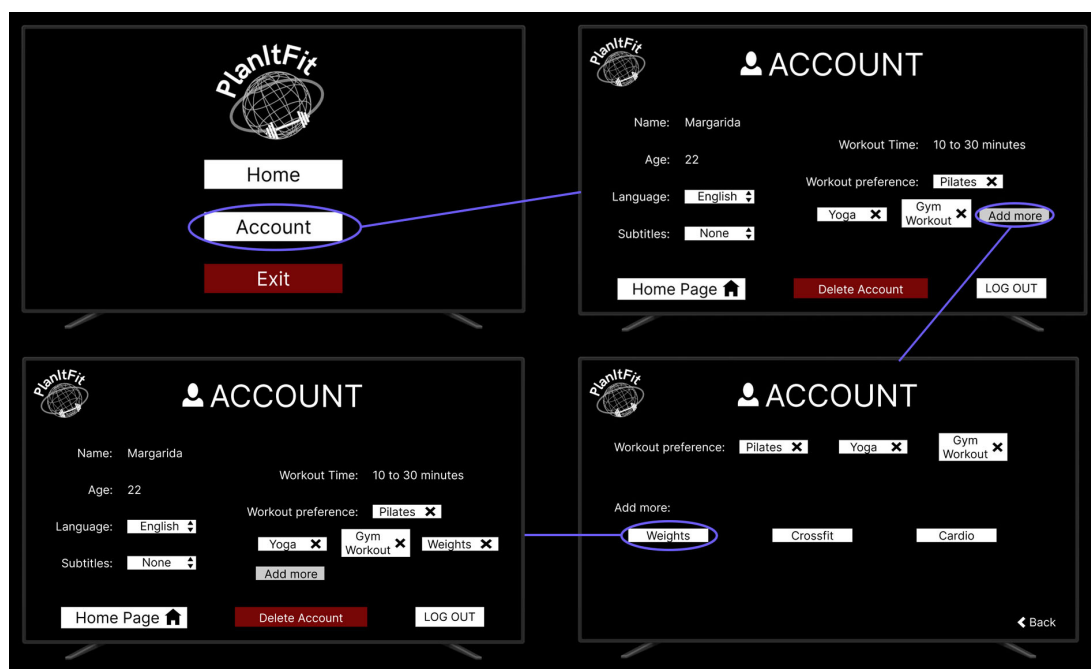 PlanItFit
Home
Account
Exit
PlanItFit
ACCOUNT
Name: Margarida
Age: 22
Language: English
Subtitles: None
Workout Time: 10 to 30 minutes
Workout preference: Pilates
Yoga
Gym
Workout
Add more
Home Page
Delete Account
LOG OUT
PlanItFit
ACCOUNT
Name: Margarida
Age: 22
Language: English
Subtitles: None
Workout Time: 10 to 30 minutes
Workout preference: Pilates
Yoga
Gym
Workout
Weights
Add more
Home Page
Delete Account
LOG OUT
PlanItFit
ACCOUNT
Workout preference: Pilates
Yoga
Gym
Workout
Add more:
Weights
Crossfit
Cardio
Back